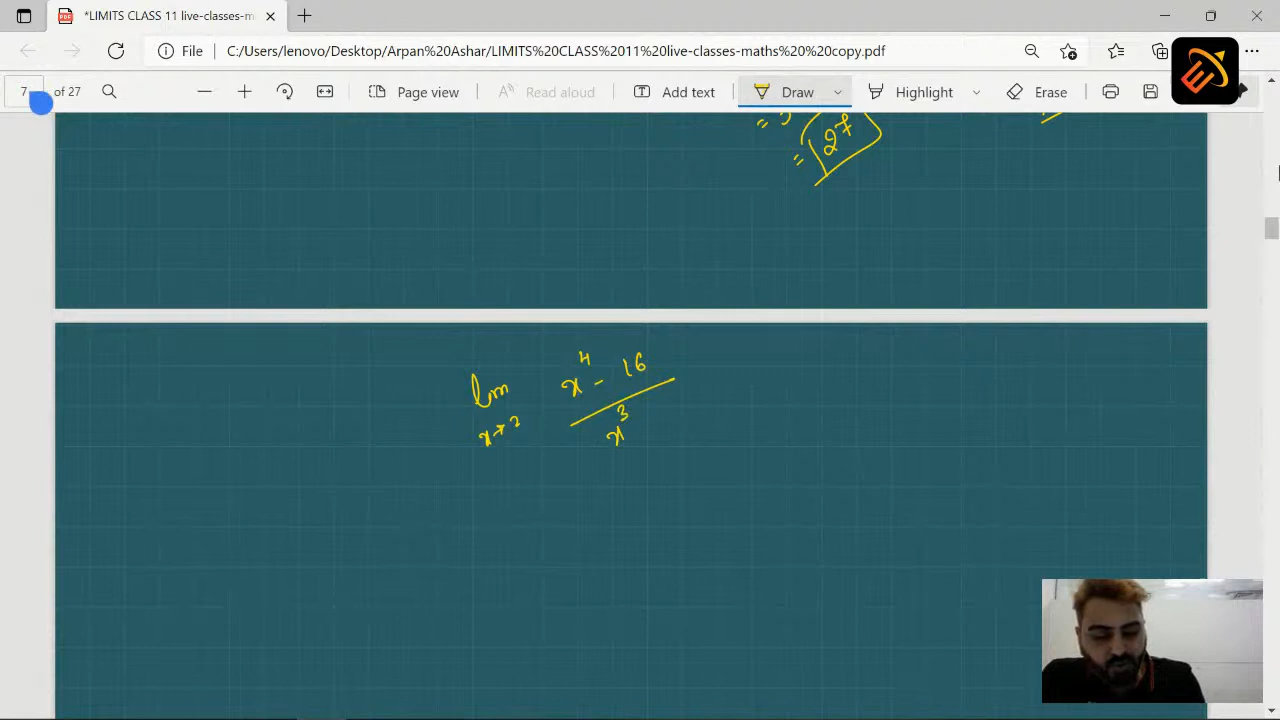 *LIMITS CLASS 11 live-classes-m
File C:/Users/lenovo/Desktop/Arpan%20Ashar/LIMITS%20CLASS%2011%20live-classes-maths%20%20copy.pdf
7 of 27 Page view Read aloud Add text Draw Highlight Erase
= 27
lim x→2 x⁴ - 16
x³